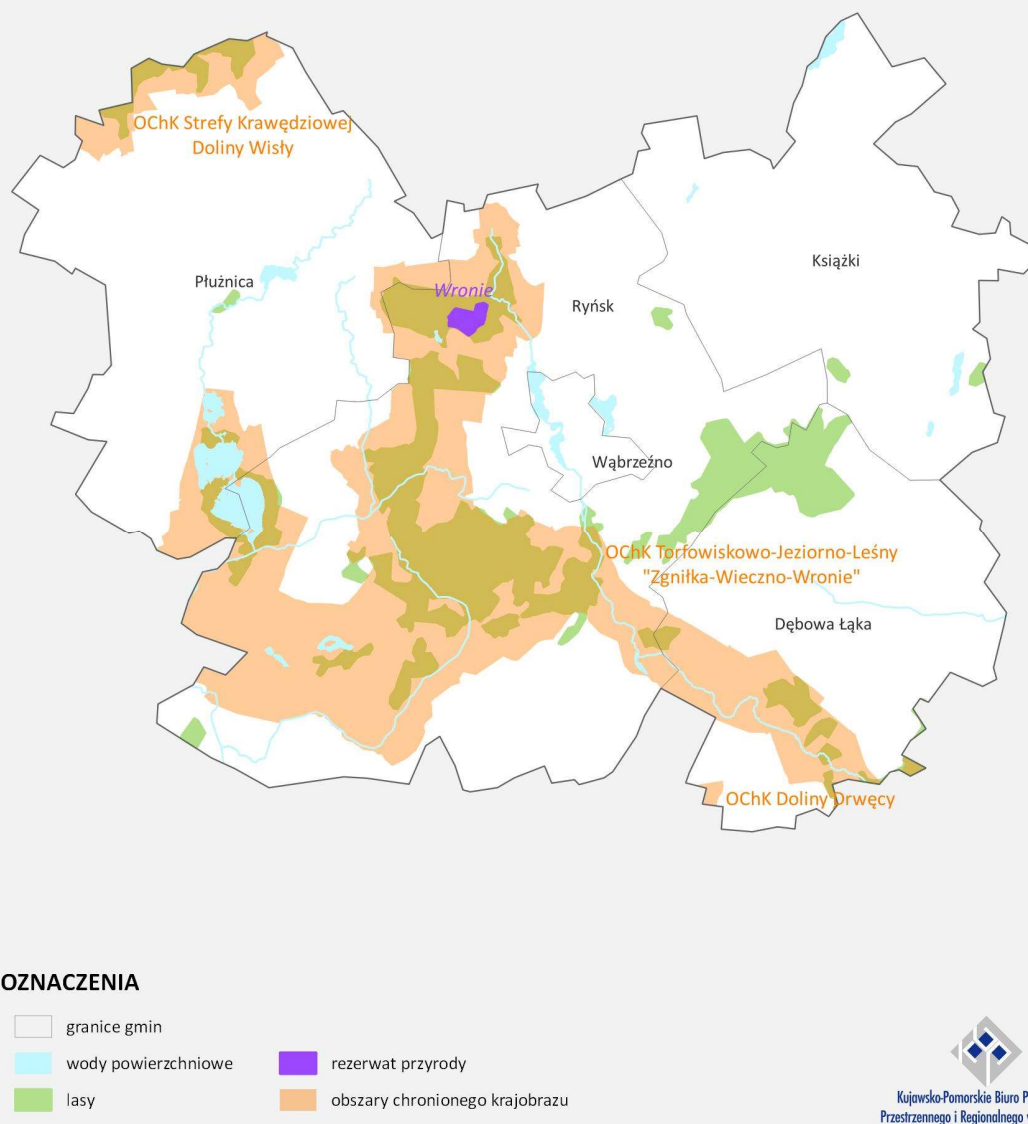 OChK Strefy Krawędziowej
Doliny Wisły
Książki
Płużnica
Wronie
Ryńsk
Wąbrzeźno
OChK Torfowiskowo-Jeziorno-Leśny
"Zgniłka-Wieczno-Wronie"
Dębowa Łąka
OChK Doliny Drwęcy
OZNACZENIA
granice gmin
wody powierzchniowe
rezerwat przyrody
lasy
obszary chronionego krajobrazu
Kujawsko-Pomorskie Biuro P
Przestrzennego i Regionalnego